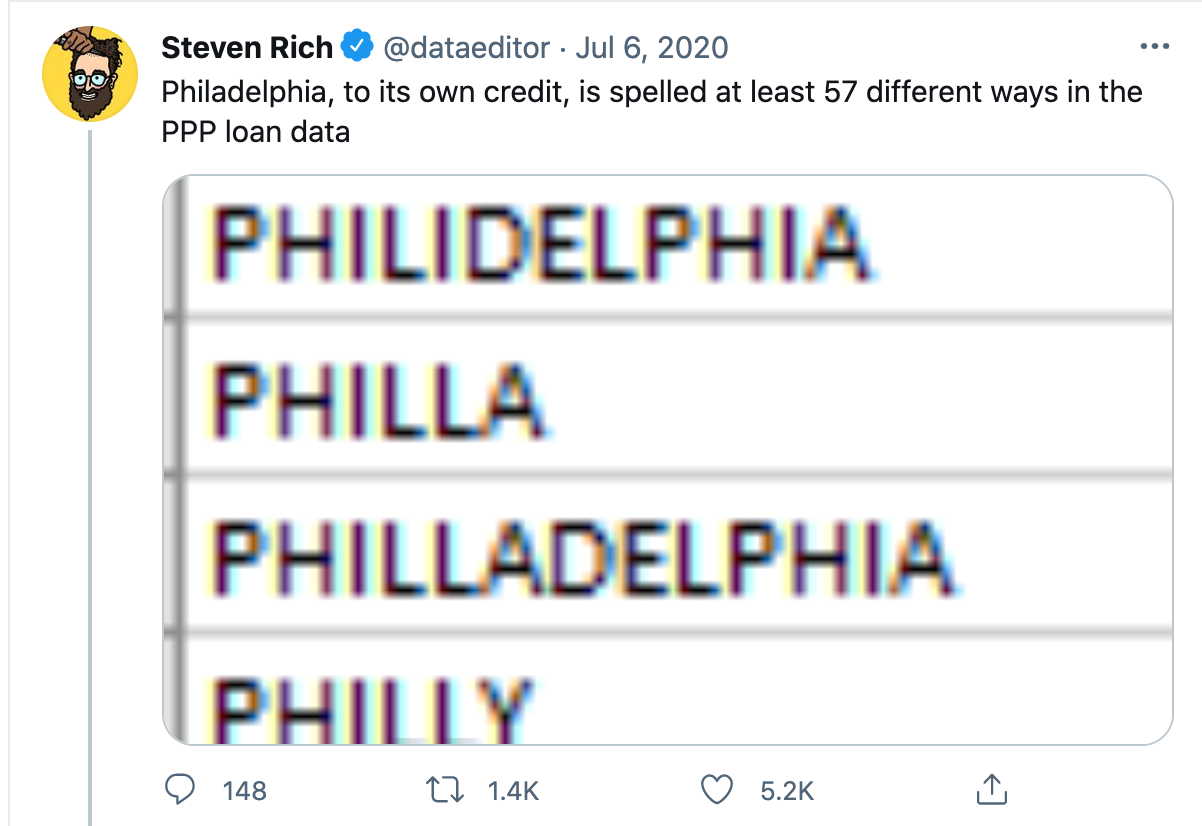 Steven Rich @dataeditor · Jul 6, 2020
Philadelphia, to its own credit, is spelled at least 57 different ways in the
PPP loan data
PHILIDELPHIA
PHILLA
PHILLADELPHIA
PHILLY
148 1.4K 5.2K